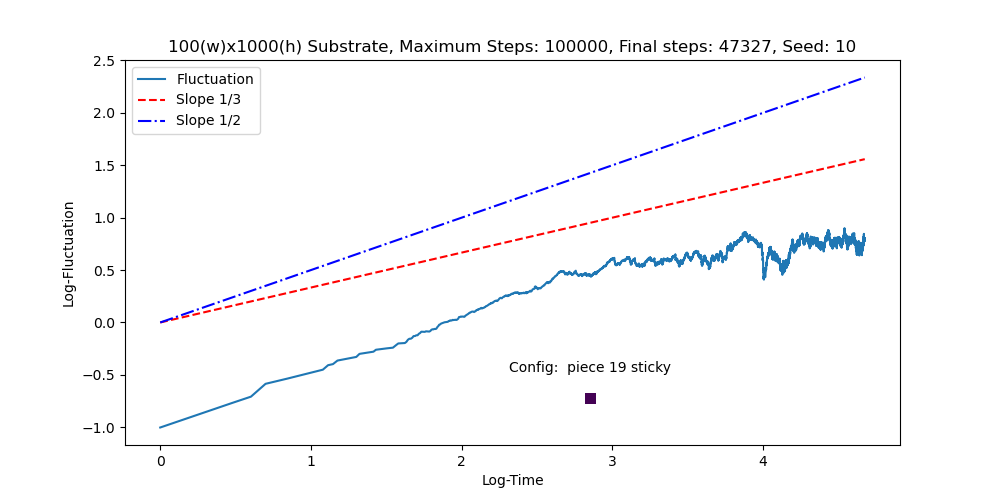 100(w)x1000(h) Substrate, Maximum Steps: 100000, Final steps: 47327, Seed: 10
2.5
2.0
1.5
1.0
0.5
0.0
−0.5
−1.0
Log-Fluctuation
Fluctuation
Slope 1/3
Slope 1/2
Config:  piece 19 sticky
0 1 2 3 4
Log-Time